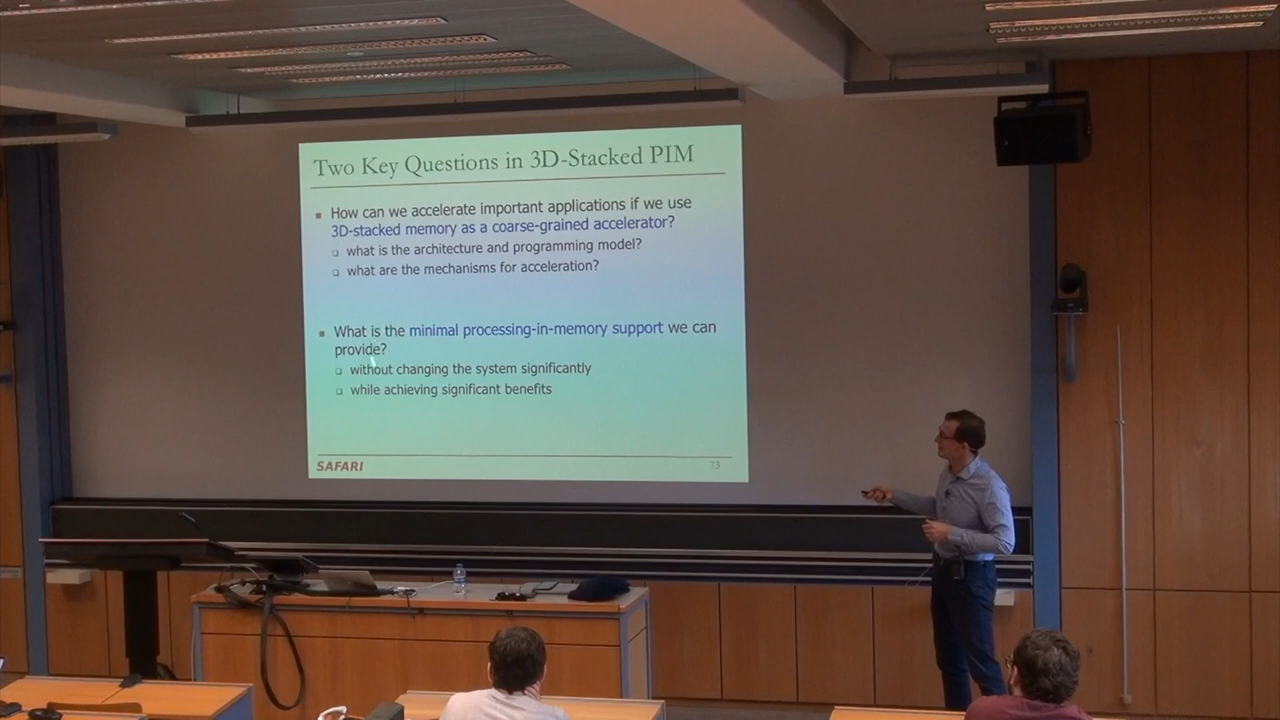 Two Key Questions in 3D-Stacked PIM
How can we accelerate important applications if we use
3D-stacked memory as a coarse-grained accelerator?
what is the architecture and programming model?
what are the mechanisms for acceleration?
What is the minimal processing-in-memory support we can
provide?
without changing the system significantly
while achieving significant benefits
SAFARI
73